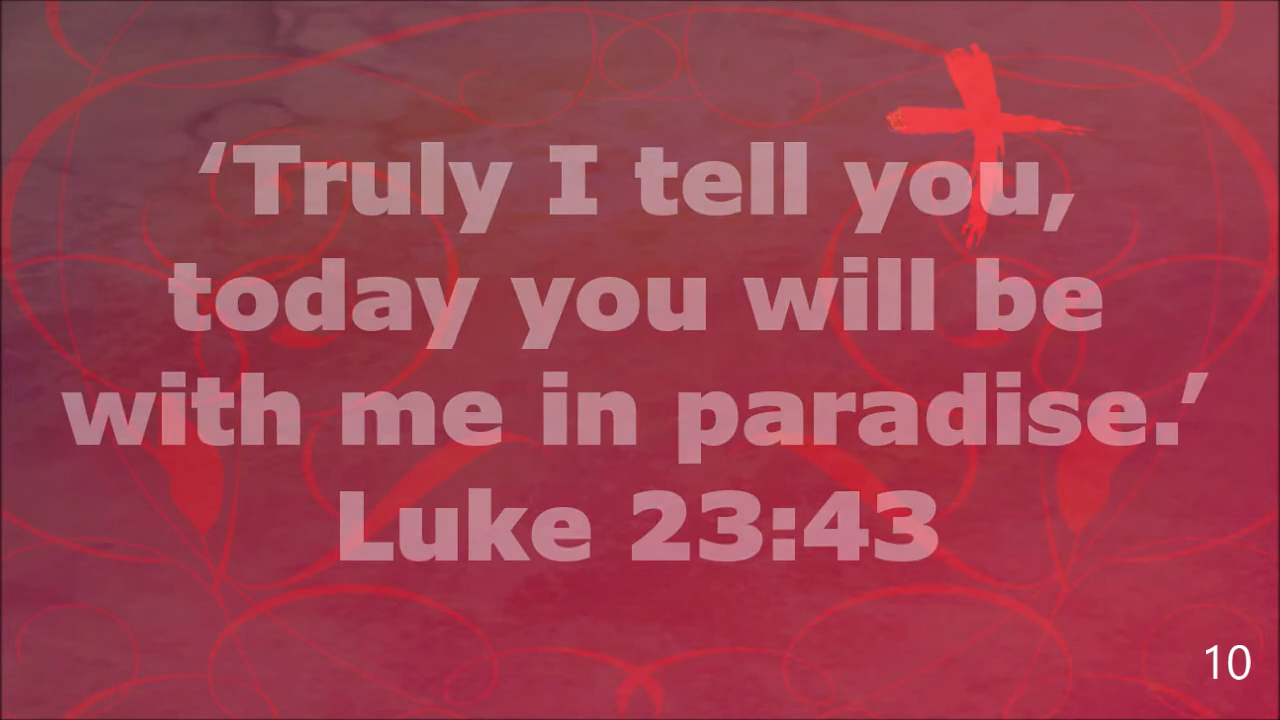 ‘Truly I tell you,
today you will be
with me in paradise.’
Luke 23:43
10